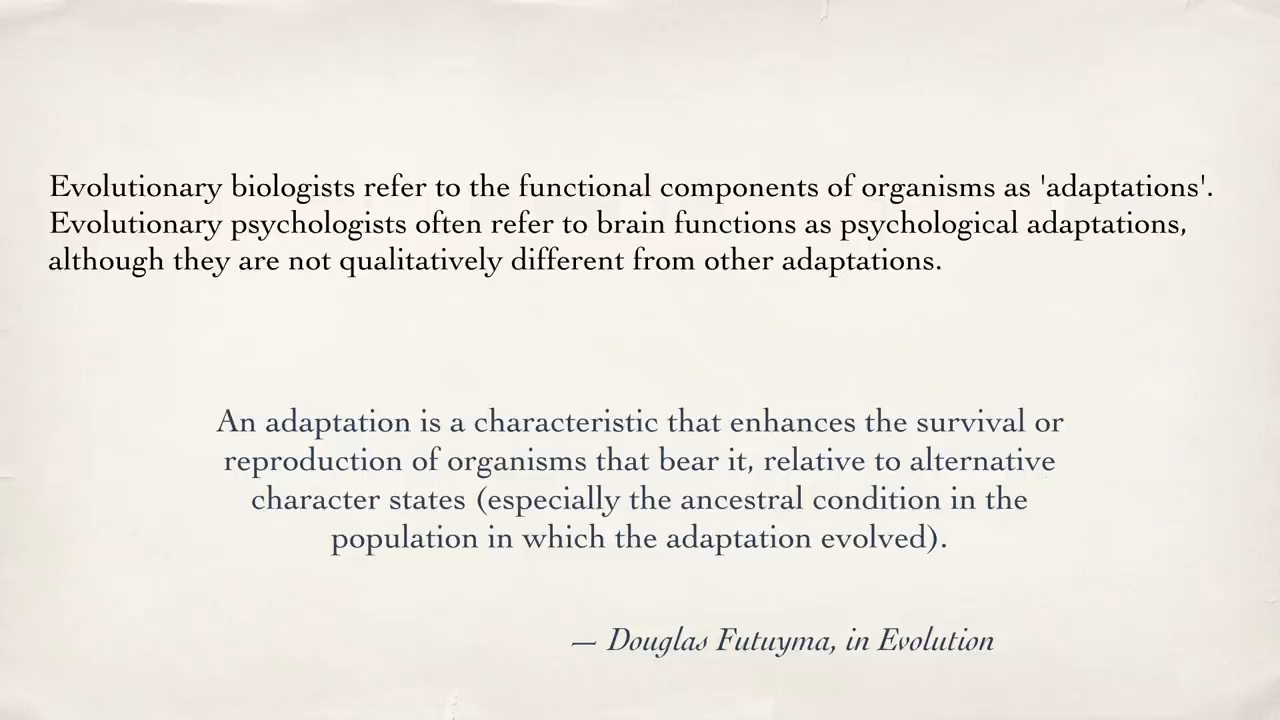 Evolutionary biologists refer to the functional components of organisms as 'adaptations'.
Evolutionary psychologists often refer to brain functions as psychological adaptations,
although they are not qualitatively different from other adaptations.
An adaptation is a characteristic that enhances the survival or
reproduction of organisms that bear it, relative to alternative
character states (especially the ancestral condition in the
population in which the adaptation evolved).
— Douglas Futuyma, in Evolution